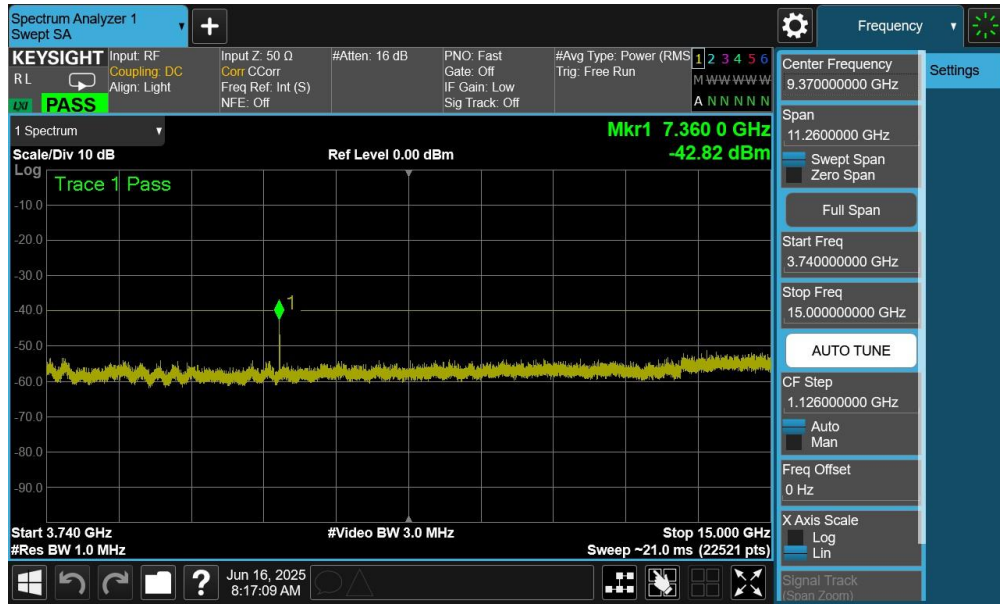 Spectrum Analyzer 1
Swept SA
Frequency
KEYSIGHT
R L
LXI PASS
Input: RF
Coupling: DC
Align: Light
Input Z: 50 Ω
Corr CCorr
Freq Ref: Int (S)
NFE: Off
#Atten: 16 dB
PNO: Fast
Gate: Off
IF Gain: Low
Sig Track: Off
#Avg Type: Power (RMS
Trig: Free Run
1 2 3 4 5 6
M W W W W W
A N N N N N
1 Spectrum
Scale/Div 10 dB
Ref Level 0.00 dBm
Mkr1 7.360 0 GHz
-42.82 dBm
Log
Trace 1 Pass
-10.0
-20.0
-30.0
1
-40.0
-50.0
-60.0
-70.0
-80.0
-90.0
Start 3.740 GHz
#Res BW 1.0 MHz
#Video BW 3.0 MHz
Stop 15.000 GHz
Sweep ~21.0 ms (22521 pts)
?
Jun 16, 2025
8:17:09 AM
Center Frequency
9.370000000 GHz
Span
11.2600000 GHz
Swept Span
Zero Span
Full Span
Start Freq
3.740000000 GHz
Stop Freq
15.000000000 GHz
AUTO TUNE
CF Step
1.126000000 GHz
Auto
Man
Freq Offset
0 Hz
X Axis Scale
Log
Lin
Signal Track
(Span Zoom)
Settings